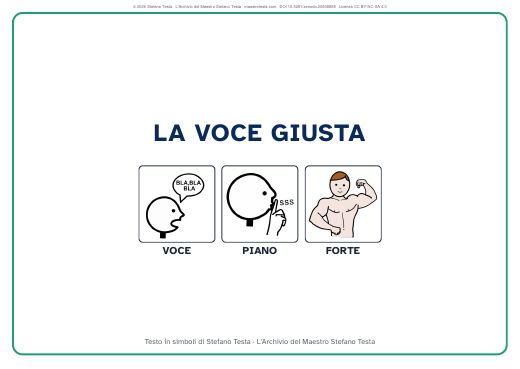 LA VOCE GIUSTA
BLA,BLA
BLA
SSS
VOCE
PIANO
FORTE
Testo in simboli di Stefano Testa - L'Archivio del Maestro Stefano Testa